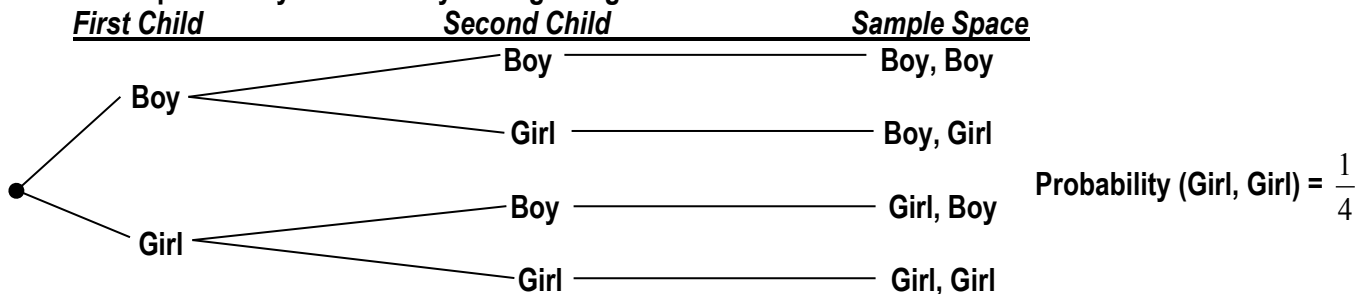 First Child Second Child Sample Space
Boy Boy, Boy
Boy
Girl Boy, Girl
Probability (Girl, Girl) = 1/4
Boy Girl, Boy
Girl
Girl Girl, Girl